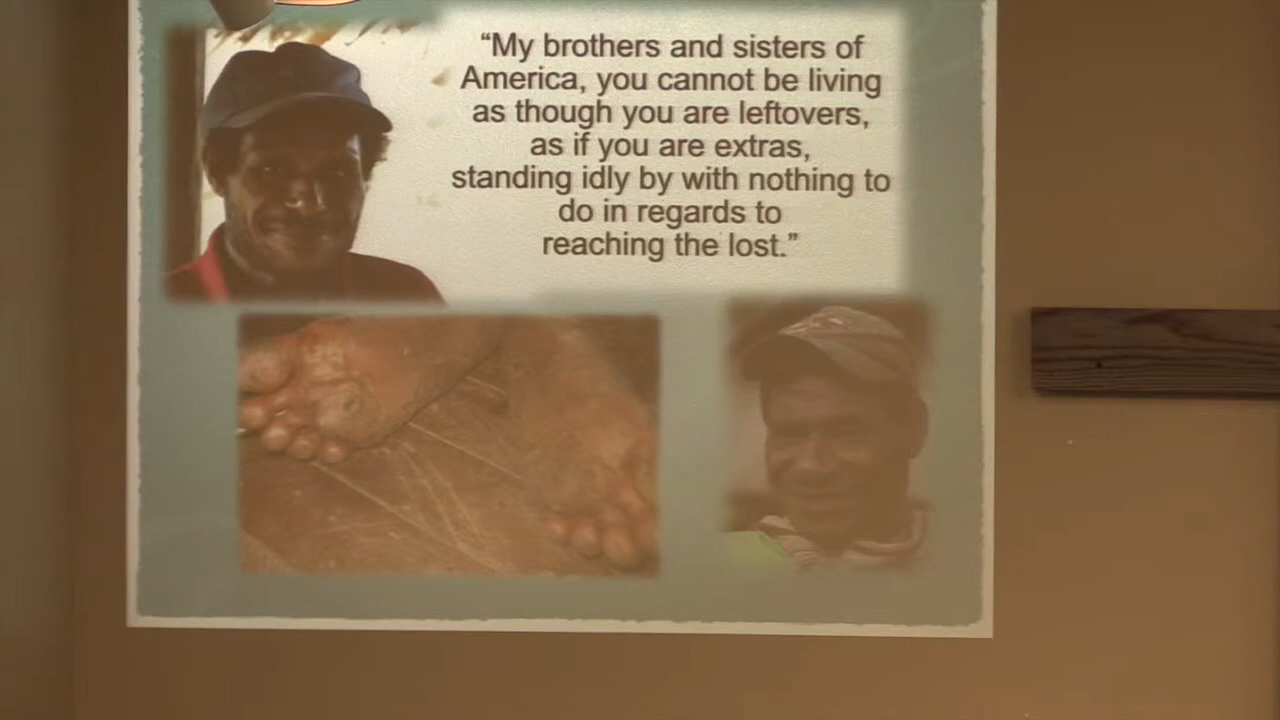 “My brothers and sisters of
America, you cannot be living
as though you are leftovers,
as if you are extras,
standing idly by with nothing to
do in regards to
reaching the lost.”